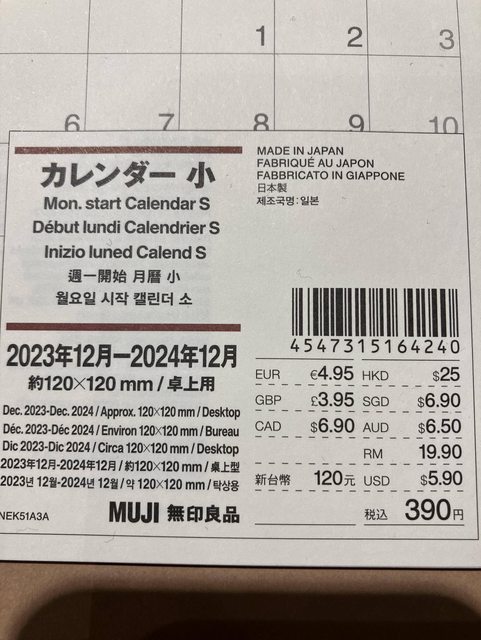 1 2 3
6 7 8 9 10
カレンダー 小
Mon. start Calendar S
Début lundi Calendrier S
Inizio luned Calend S
週一開始 月曆 小
월요일 시작 캘린더 소
2023年12月―2024年12月
約120×120 mm / 卓上用
Dec. 2023-Dec. 2024 / Approx. 120×120 mm / Desktop
Déc. 2023-Déc. 2024 / Environ 120×120 mm / Bureau
Dic 2023-Dic 2024 / Circa 120×120 mm / Desktop
2023年12月-2024年12月 / 約120×120 mm / 桌上型
2023년 12월-2024년 12월 / 약 120×120 mm / 탁상용
NEK51A3A
MUJI 無印良品
MADE IN JAPAN
FABRIQUÉ AU JAPON
FABBRICATO IN GIAPPONE
日本製
제조국명:일본
4547315164240
EUR €4.95 HKD $25
GBP £3.95 SGD $6.90
CAD $6.90 AUD $6.50
RM 19.90
新台幣 120元 USD $5.90
税込 390円